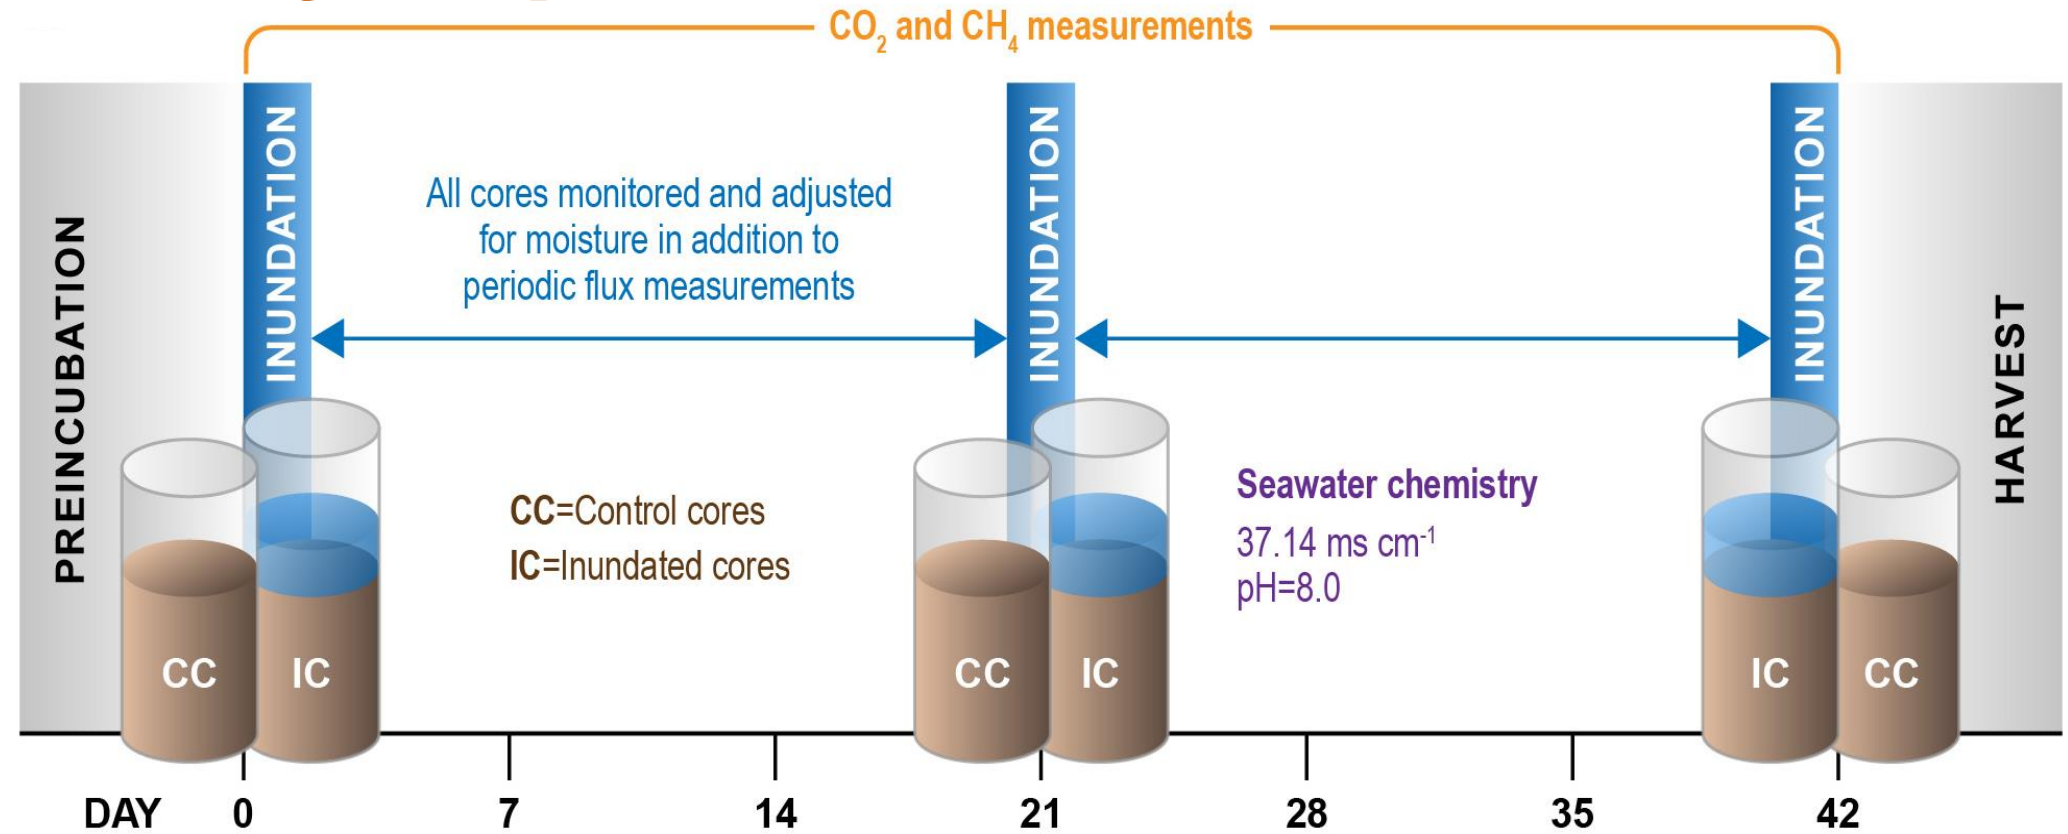 CO₂ and CH₄ measurements
PREINCUBATION
INUNDATION
All cores monitored and adjusted
for moisture in addition to
periodic flux measurements
INUNDATION
INUNDATION
HARVEST
CC=Control cores
IC=Inundated cores
Seawater chemistry
37.14 ms cm⁻¹
pH=8.0
CC
IC
CC
IC
IC
CC
DAY 0 7 14 21 28 35 42